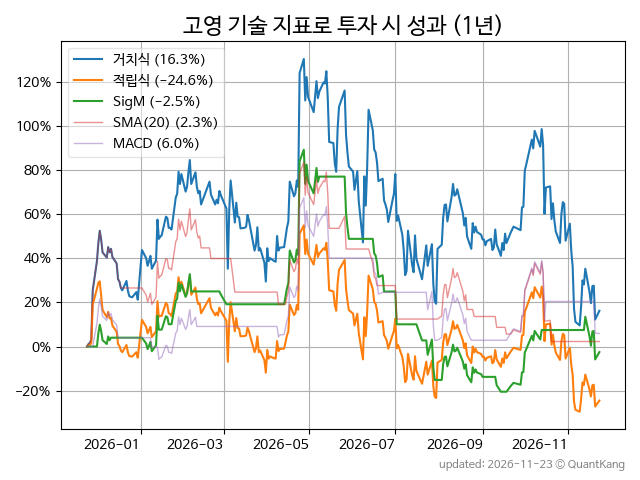 고영 기술 지표로 투자 시 성과 (1년)
거치식 (16.3%)
적립식 (−24.6%)
SigM (−2.5%)
SMA(20) (2.3%)
MACD (6.0%)
120%
100%
80%
60%
40%
20%
0%
−20%
2026-01 2026-03 2026-05 2026-07 2026-09 2026-11
updated: 2026-11-23 © QuantKang